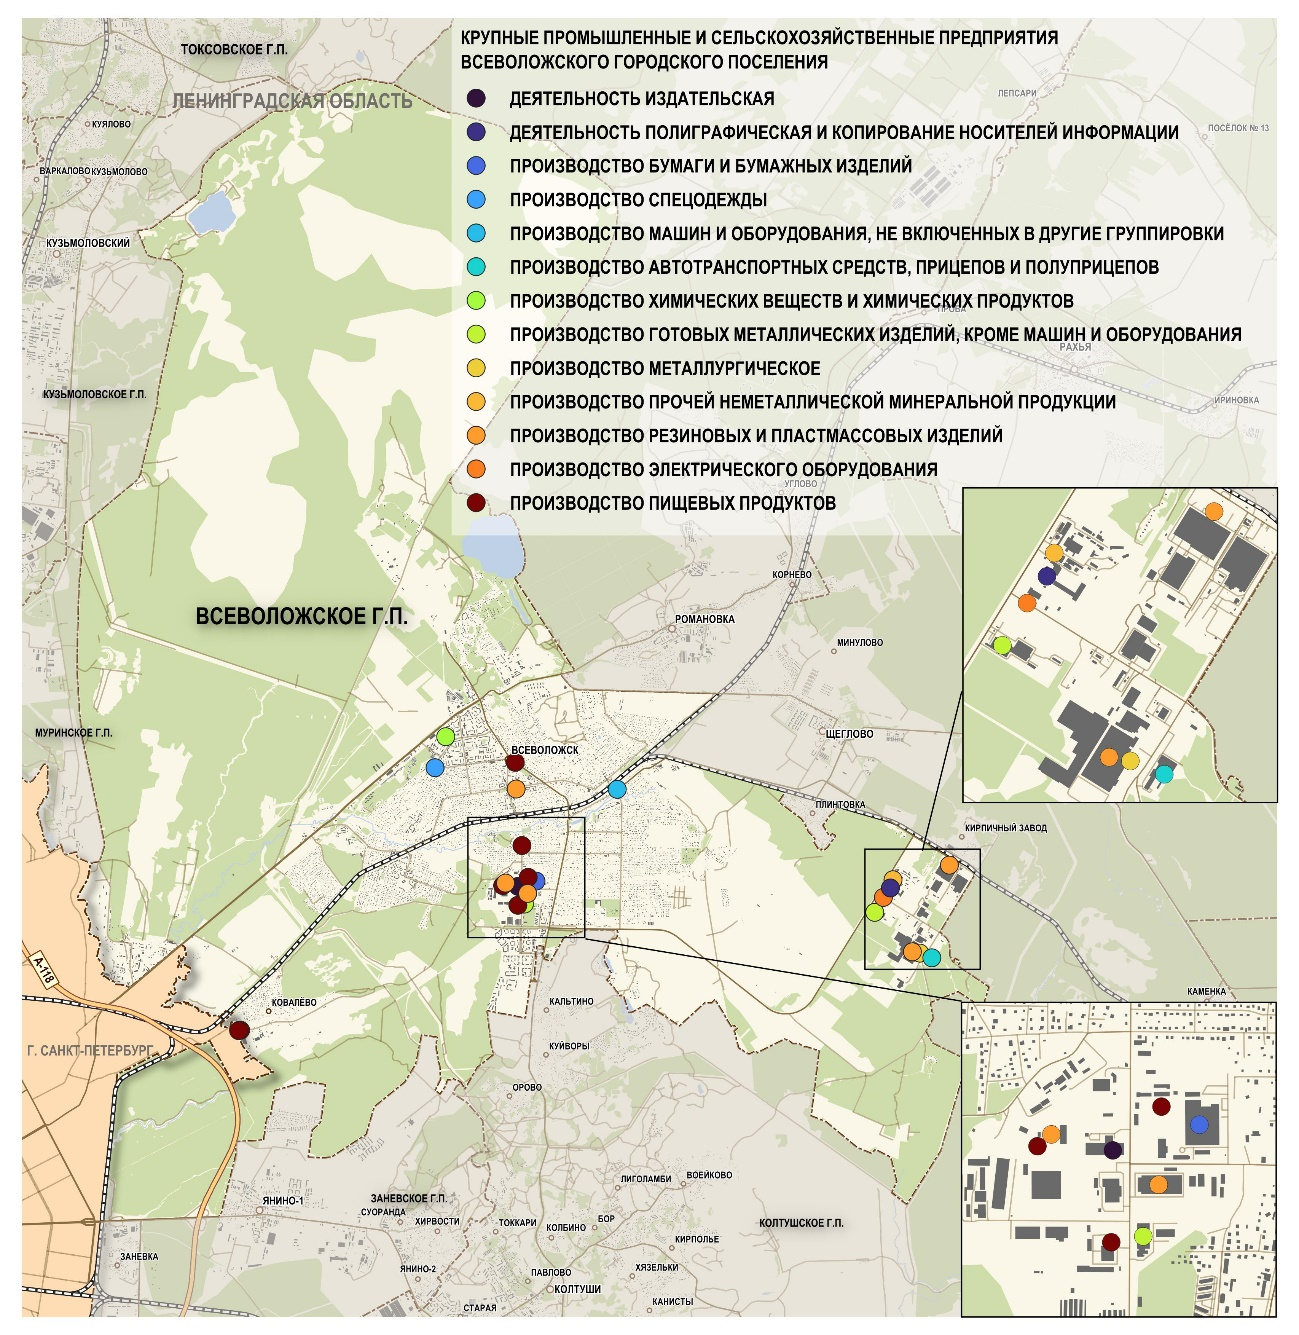 ТОКСОВСКОЕ Г.П.
ЛЕНИНГРАДСКАЯ ОБЛАСТЬ
КУЯЛОВО
ВАРКАЛОВО
КУЗЬМОЛОВО
КУЗЬМОЛОВСКИЙ
КУЗЬМОЛОВСКОЕ Г.П.
КРУПНЫЕ ПРОМЫШЛЕННЫЕ И СЕЛЬСКОХОЗЯЙСТВЕННЫЕ ПРЕДПРИЯТИЯ
ВСЕВОЛОЖСКОГО ГОРОДСКОГО ПОСЕЛЕНИЯ
ДЕЯТЕЛЬНОСТЬ ИЗДАТЕЛЬСКАЯ
ДЕЯТЕЛЬНОСТЬ ПОЛИГРАФИЧЕСКАЯ И КОПИРОВАНИЕ НОСИТЕЛЕЙ ИНФОРМАЦИИ
ПРОИЗВОДСТВО БУМАГИ И БУМАЖНЫХ ИЗДЕЛИЙ
ПРОИЗВОДСТВО СПЕЦОДЕЖДЫ
ПРОИЗВОДСТВО МАШИН И ОБОРУДОВАНИЯ, НЕ ВКЛЮЧЕННЫХ В ДРУГИЕ ГРУППИРОВКИ
ПРОИЗВОДСТВО АВТОТРАНСПОРТНЫХ СРЕДСТВ, ПРИЦЕПОВ И ПОЛУПРИЦЕПОВ
ПРОИЗВОДСТВО ХИМИЧЕСКИХ ВЕЩЕСТВ И ХИМИЧЕСКИХ ПРОДУКТОВ
ПРОИЗВОДСТВО ГОТОВЫХ МЕТАЛЛИЧЕСКИХ ИЗДЕЛИЙ, КРОМЕ МАШИН И ОБОРУДОВАНИЯ
ПРОИЗВОДСТВО МЕТАЛЛУРГИЧЕСКОЕ
ПРОИЗВОДСТВО ПРОЧЕЙ НЕМЕТАЛЛИЧЕСКОЙ МИНЕРАЛЬНОЙ ПРОДУКЦИИ
ПРОИЗВОДСТВО РЕЗИНОВЫХ И ПЛАСТМАССОВЫХ ИЗДЕЛИЙ
ПРОИЗВОДСТВО ЭЛЕКТРИЧЕСКОГО ОБОРУДОВАНИЯ
ПРОИЗВОДСТВО ПИЩЕВЫХ ПРОДУКТОВ
ЛЕПСАРИ
ПОСЁЛОК № 13
РАХЬЯ
ИРИНОВКА
УГЛОВО
КОРНЕВО
ВСЕВОЛОЖСКОЕ Г.П.
РОМАНОВКА
МИНУЛОВО
МУРИНСКОЕ Г.П.
ЩЕГЛОВО
ВСЕВОЛОЖСК
ПЛИНТОВКА
КИРПИЧНЫЙ ЗАВОД
А-118
КОВАЛЁВО
КАЛЬТИНО
КАМЕНКА
Г. САНКТ-ПЕТЕРБУРГ
КУЙВОРЫ
ОРОВО
ЛИГОЛАМБИ
ВОЕЙКОВО
ЯНИНО-1
ЗАНЕВСКОЕ Г.П.
СУОРАНДА
ХИРВОСТИ
ТОККАРИ
КОЛБИНО
БОР
КОЛТУШСКОЕ Г.П.
КИРПОЛЬЕ
ЗАНЕВКА
ЯНИНО-2
ПАВЛОВО
ХЯЗЕЛЬКИ
КОЛТУШИ
СТАРАЯ
КАНИСТЫ